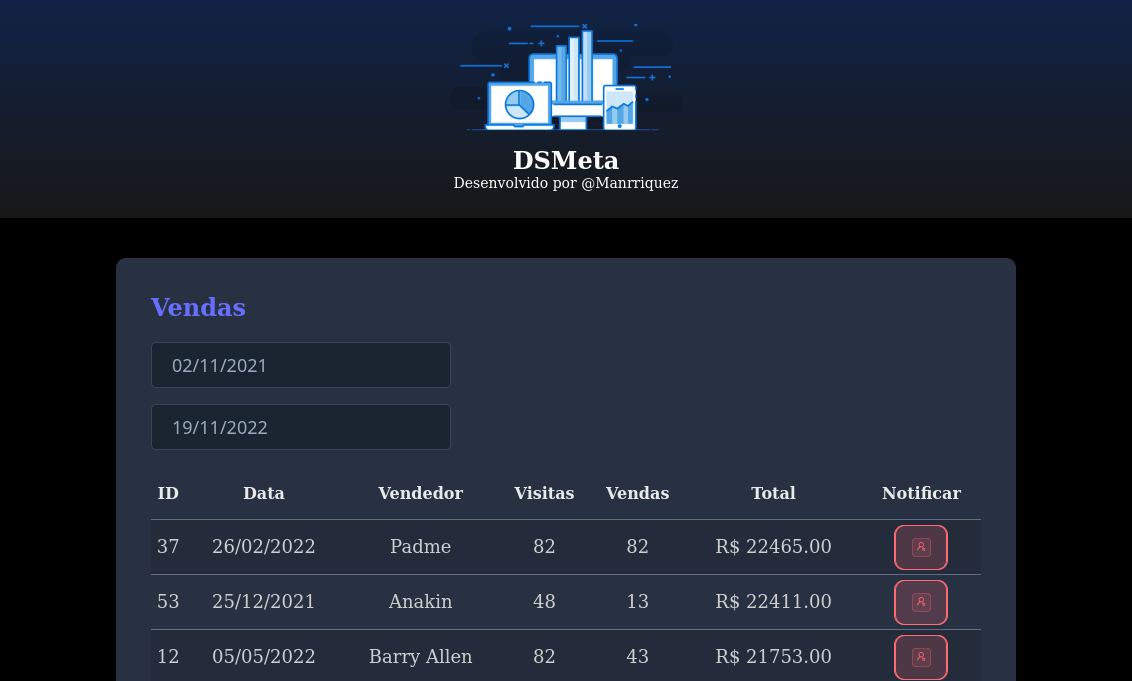 DSMeta
Desenvolvido por @Manrriquez
Vendas
02/11/2021
19/11/2022
ID Data Vendedor Visitas Vendas Total Notificar
37 26/02/2022 Padme 82 82 R$ 22465.00
53 25/12/2021 Anakin 48 13 R$ 22411.00
12 05/05/2022 Barry Allen 82 43 R$ 21753.00